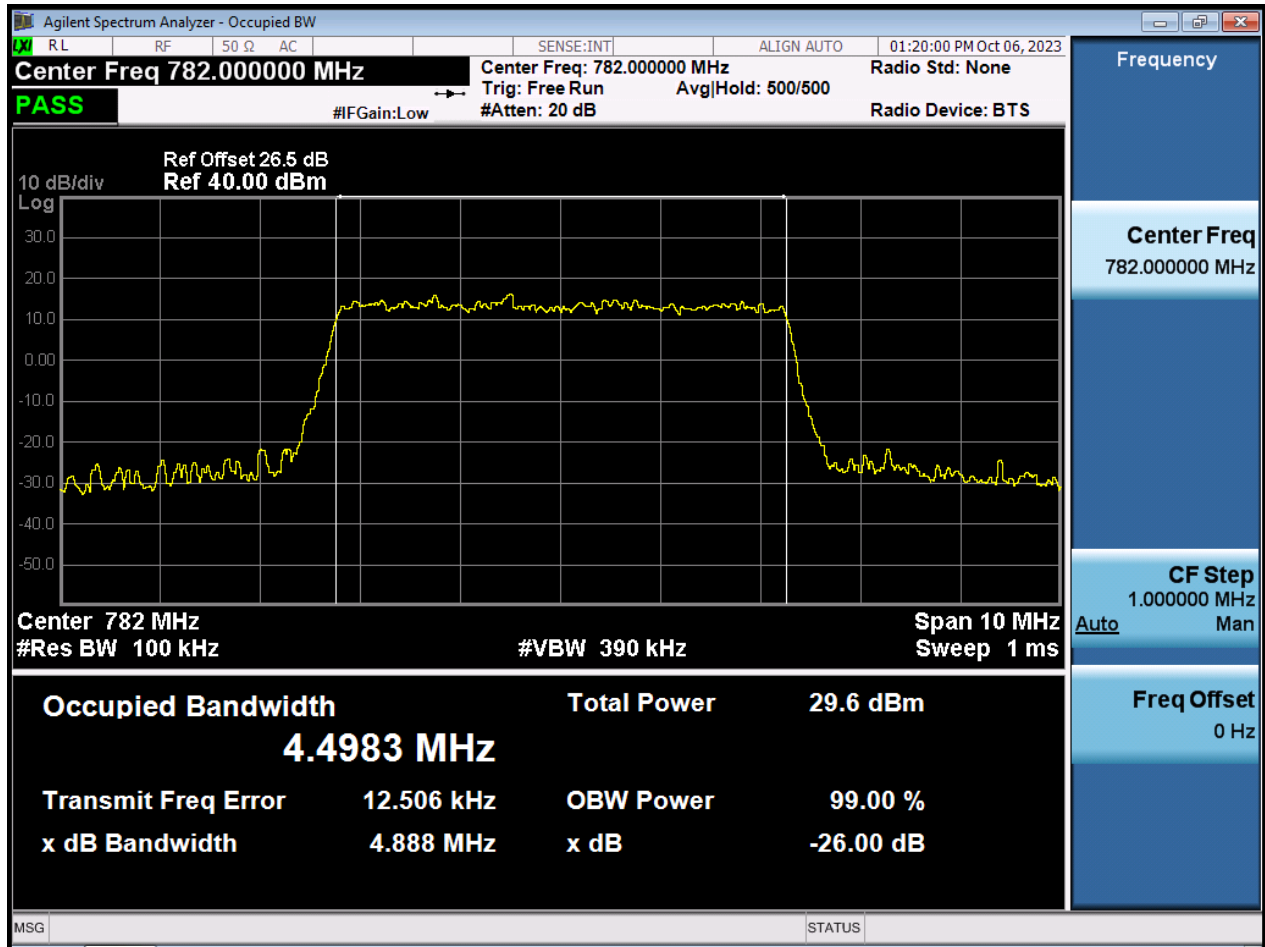 Agilent Spectrum Analyzer - Occupied BW
LXI RL RF 50 Ω AC SENSE:INT ALIGN AUTO 01:20:00 PM Oct 06, 2023
Center Freq 782.000000 MHz
PASS
#IFGain:Low
Center Freq: 782.000000 MHz
Trig: Free Run Avg|Hold: 500/500
#Atten: 20 dB
Radio Std: None
Radio Device: BTS
Ref Offset 26.5 dB
10 dB/div Ref 40.00 dBm
Log
30.0
20.0
10.0
0.00
-10.0
-20.0
-30.0
-40.0
-50.0
Center 782 MHz Span 10 MHz
#Res BW 100 kHz #VBW 390 kHz Sweep 1 ms
Occupied Bandwidth Total Power 29.6 dBm
4.4983 MHz
Transmit Freq Error 12.506 kHz OBW Power 99.00 %
x dB Bandwidth 4.888 MHz x dB -26.00 dB
Frequency
Center Freq
782.000000 MHz
CF Step
1.000000 MHz
Auto Man
Freq Offset
0 Hz
MSG STATUS